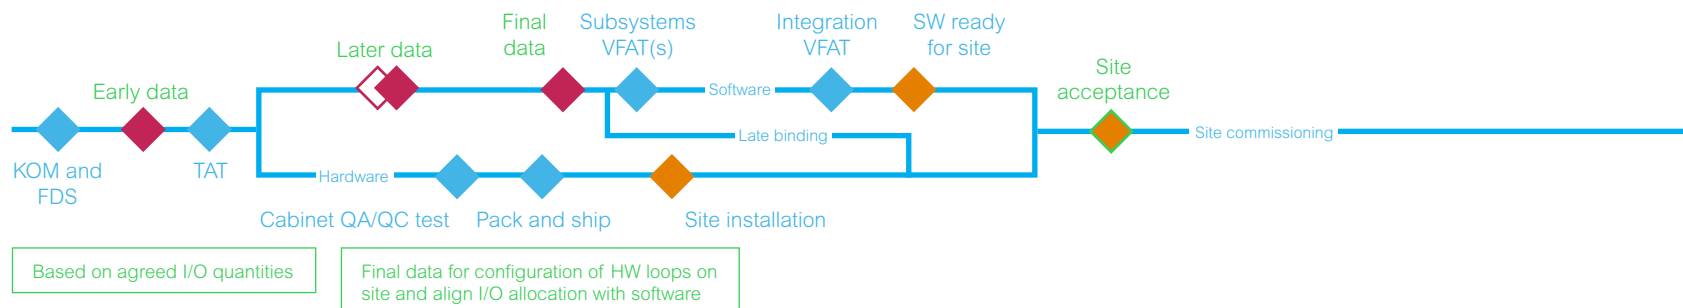 Early data
KOM and
FDS
TAT
Later data
Final
data
Subsystems
VFAT(s)
Software
Integration
VFAT
SW ready
for site
Late binding
Hardware
Cabinet QA/QC test
Pack and ship
Site installation
Site
acceptance
Site commissioning
Based on agreed I/O quantities
Final data for configuration of HW loops on
site and align I/O allocation with software